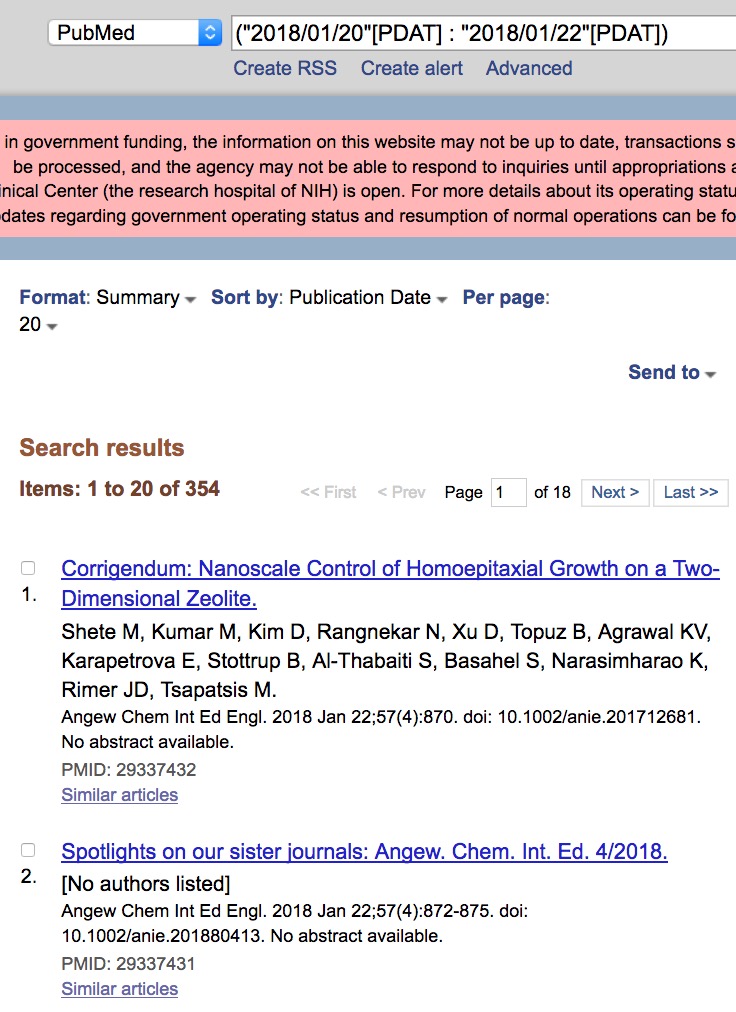 PubMed
("2018/01/20"[PDAT] : "2018/01/22"[PDAT])
Create RSS Create alert Advanced
in government funding, the information on this website may not be up to date, transactions s
be processed, and the agency may not be able to respond to inquiries until appropriations a
inical Center (the research hospital of NIH) is open. For more details about its operating statu
dates regarding government operating status and resumption of normal operations can be fo
Format: Summary Sort by: Publication Date Per page:
20
Send to
Search results
Items: 1 to 20 of 354 << First < Prev Page 1 of 18 Next > Last >>
Corrigendum: Nanoscale Control of Homoepitaxial Growth on a Two-
1. Dimensional Zeolite.
Shete M, Kumar M, Kim D, Rangnekar N, Xu D, Topuz B, Agrawal KV,
Karapetrova E, Stottrup B, Al-Thabaiti S, Basahel S, Narasimharao K,
Rimer JD, Tsapatsis M.
Angew Chem Int Ed Engl. 2018 Jan 22;57(4):870. doi: 10.1002/anie.201712681.
No abstract available.
PMID: 29337432
Similar articles
Spotlights on our sister journals: Angew. Chem. Int. Ed. 4/2018.
2. [No authors listed]
Angew Chem Int Ed Engl. 2018 Jan 22;57(4):872-875. doi:
10.1002/anie.201880413. No abstract available.
PMID: 29337431
Similar articles